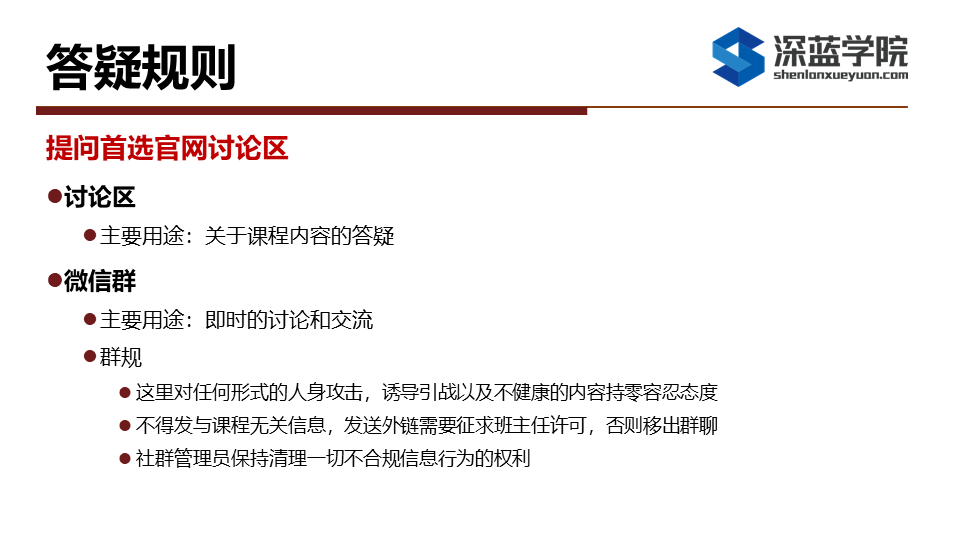 答疑规则
深蓝学院
shenlanxueyuan.com
提问首选官网讨论区
讨论区
主要用途：关于课程内容的答疑
微信群
主要用途：即时的讨论和交流
群规
这里对任何形式的人身攻击，诱导引战以及不健康的内容持零容忍态度
不得发与课程无关信息，发送外链需要征求班主任许可，否则移出群聊
社群管理员保持清理一切不合规信息行为的权利